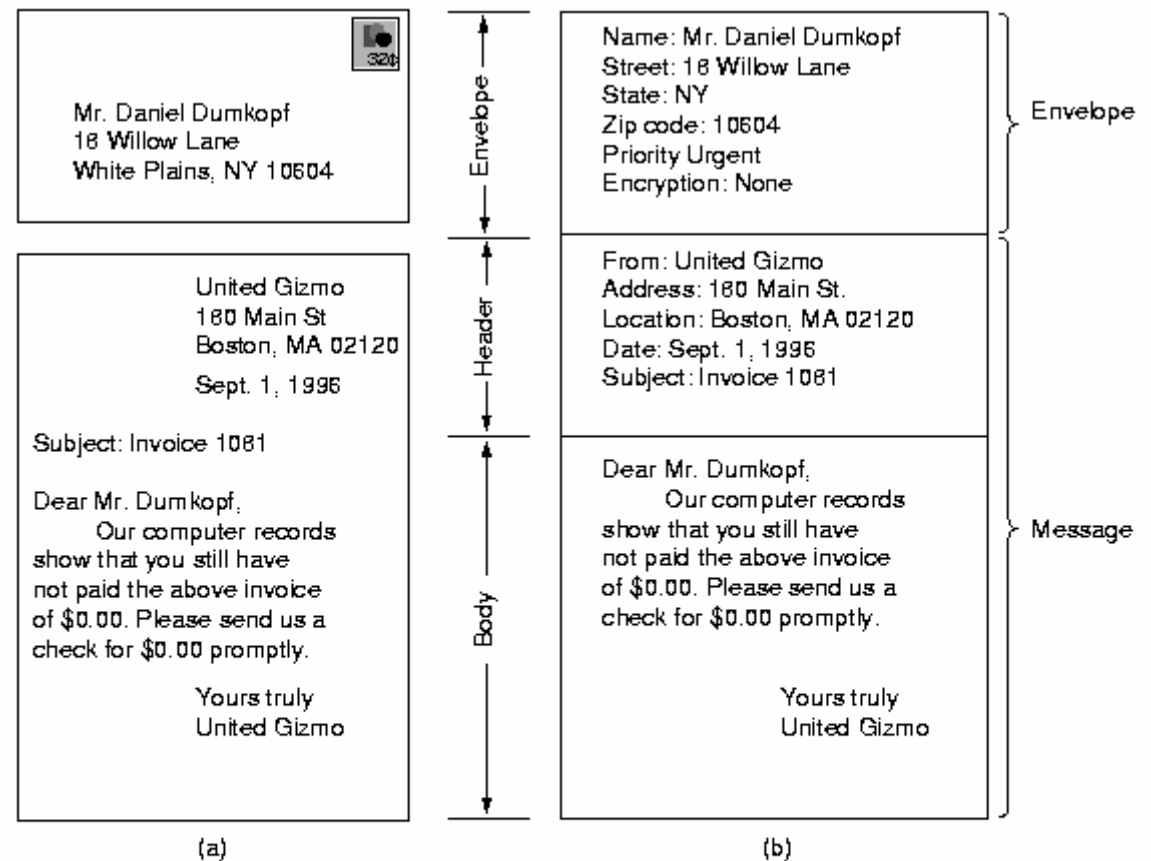 32¢
Mr. Daniel Dumkopf
18 Willow Lane
White Plains, NY 10604
United Gizmo
180 Main St
Boston, MA 02120
Sept. 1, 1996
Subject: Invoice 1081
Dear Mr. Dumkopf,
Our computer records
show that you still have
not paid the above invoice
of $0.00. Please send us a
check for $0.00 promptly.
Yours truly
United Gizmo
(a)
Envelope
Header
Body
Name: Mr. Daniel Dumkopf
Street: 18 Willow Lane
State: NY
Zip code: 10604
Priority Urgent
Encryption: None
From: United Gizmo
Address: 180 Main St.
Location: Boston, MA 02120
Date: Sept. 1, 1996
Subject: Invoice 1081
Dear Mr. Dumkopf,
Our computer records
show that you still have
not paid the above invoice
of $0.00. Please send us a
check for $0.00 promptly.
Yours truly
United Gizmo
(b)
Envelope
Message